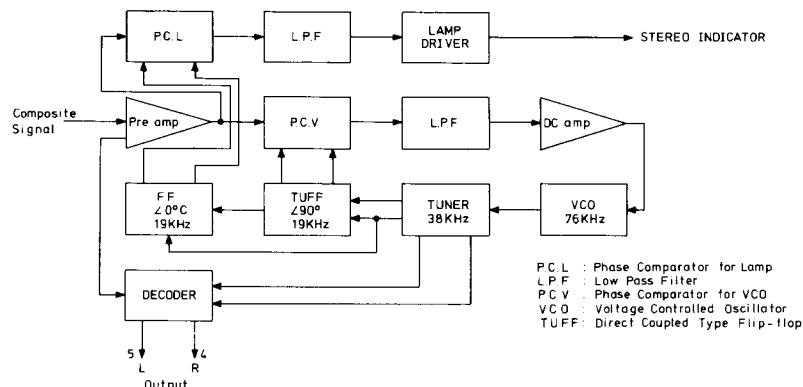 P.C.L
L.P.F
LAMP
DRIVER
STEREO INDICATOR
Composite
Signal
Pre amp
P.C.V
L.P.F
DC amp
FF
∠0°C
19KHz
TUFF
∠90°
19KHz
TUNER
38KHz
VCO
76KHz
DECODER
P.C.L : Phase Comparator for Lamp
L.P.F : Low Pass Filter
P.C.V : Phase Comparator for VCO
VCO : Voltage Controlled Oscillator
TUFF : Direct Coupled Type Flip-flop
5 4
L R
Output